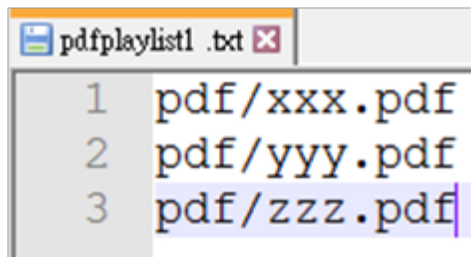 pdfplaylist1 .txt
1 pdf/xxx.pdf
2 pdf/yyy.pdf
3 pdf/zzz.pdf